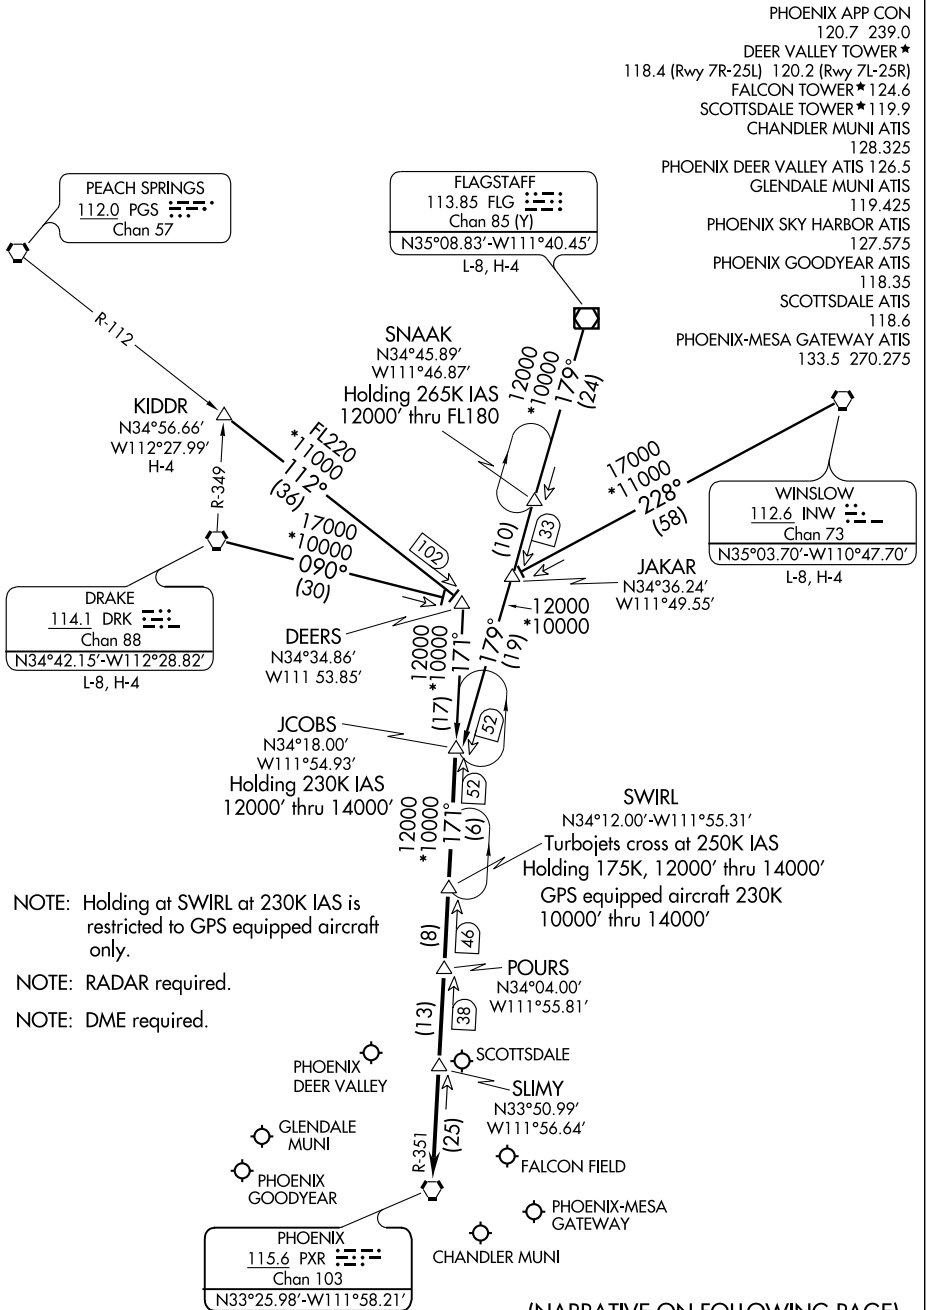 PHOENIX APP CON
120.7 239.0
DEER VALLEY TOWER★
118.4 (Rwy 7R-25L) 120.2 (Rwy 7L-25R)
FALCON TOWER★124.6
SCOTTSDALE TOWER★119.9
CHANDLER MUNI ATIS
128.325
PHOENIX DEER VALLEY ATIS 126.5
GLENDALE MUNI ATIS
119.425
PHOENIX SKY HARBOR ATIS
127.575
PHOENIX GOODYEAR ATIS
118.35
SCOTTSDALE ATIS
118.6
PHOENIX-MESA GATEWAY ATIS
133.5 270.275
PEACH SPRINGS
112.0 PGS
Chan 57
FLAGSTAFF
113.85 FLG
Chan 85 (Y)
N35°08.83'-W111°40.45'
L-8, H-4
R-112
SNAAK
N34°45.89'
W111°46.87'
Holding 265K IAS
12000' thru FL180
12000
*10000
179°
(24)
KIDDR
N34°56.66'
W112°27.99'
H-4
R-349
FL220
*11000
112°
(36)
17000
*10000
090°
(30)
102
(10)
33
17000
*11000
228°
(58)
WINSLOW
112.6 INW
Chan 73
N35°03.70'-W110°47.70'
L-8, H-4
DRAKE
114.1 DRK
Chan 88
N34°42.15'-W112°28.82'
L-8, H-4
JAKAR
N34°36.24'
W111°49.55'
12000
*10000
179°
(19)
DEERS
N34°34.86'
W111 53.85'
12000
*10000
171°
(17)
52
JCOBS
N34°18.00'
W111°54.93'
Holding 230K IAS
12000' thru 14000'
52
12000
*10000
171°
(6)
SWIRL
N34°12.00'-W111°55.31'
Turbojets cross at 250K IAS
Holding 175K, 12000' thru 14000'
GPS equipped aircraft 230K
10000' thru 14000'
NOTE: Holding at SWIRL at 230K IAS is
restricted to GPS equipped aircraft
only.
NOTE: RADAR required.
NOTE: DME required.
(8)
46
POURS
N34°04.00'
W111°55.81'
(13)
38
PHOENIX
DEER VALLEY
SCOTTSDALE
SLIMY
N33°50.99'
W111°56.64'
GLENDALE
MUNI
R-351
(25)
FALCON FIELD
PHOENIX
GOODYEAR
PHOENIX-MESA
GATEWAY
CHANDLER MUNI
PHOENIX
115.6 PXR
Chan 103
N33°25.98'-W111°58.21'
(NARRATIVE ON FOLLOWING PAGE)